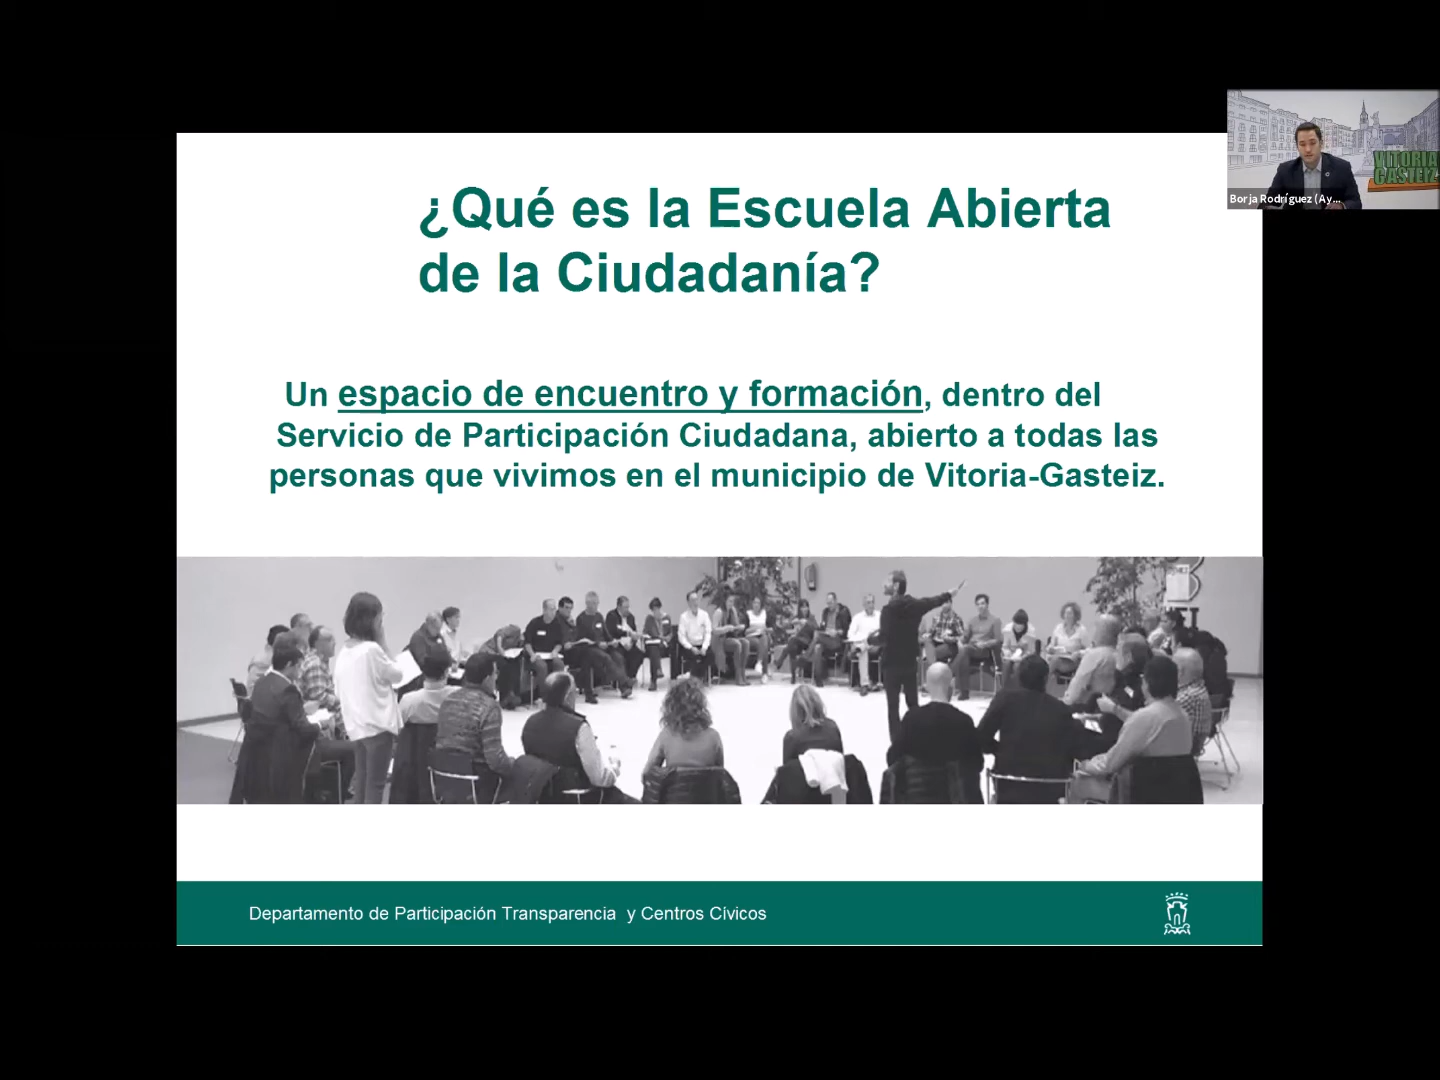 ¿Qué es la Escuela Abierta
de la Ciudadanía?
Un espacio de encuentro y formación, dentro del
Servicio de Participación Ciudadana, abierto a todas las
personas que vivimos en el municipio de Vitoria-Gasteiz.
Departamento de Participación Transparencia  y Centros Cívicos
VITORIA
GASTEIZ
Borja Rodríguez (Ay...